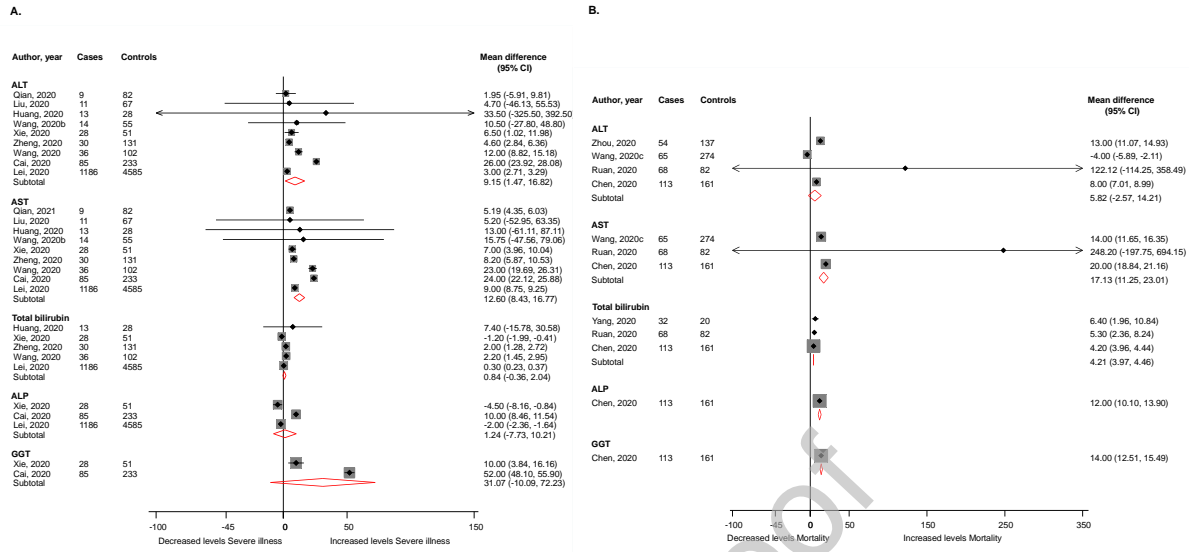 A.
Author, year Cases Controls Mean difference
(95% CI)
ALT
Qian, 2020 9 82 1.95 (-5.91, 9.81)
Liu, 2020 11 67 4.70 (-46.13, 55.53)
Huang, 2020 13 28 33.50 (-325.50, 392.50)
Wang, 2020b 14 55 10.50 (-27.80, 48.80)
Xie, 2020 28 51 6.50 (1.02, 11.98)
Zheng, 2020 30 131 4.60 (2.84, 6.36)
Wang, 2020 36 102 12.00 (8.82, 15.18)
Cai, 2020 85 233 26.00 (23.92, 28.08)
Lei, 2020 1186 4585 3.00 (2.71, 3.29)
Subtotal 9.15 (1.47, 16.82)
AST
Qian, 2021 9 82 5.19 (4.35, 6.03)
Liu, 2020 11 67 5.20 (-52.95, 63.35)
Huang, 2020 13 28 13.00 (-61.11, 87.11)
Wang, 2020b 14 55 15.75 (-47.56, 79.06)
Xie, 2020 28 51 7.00 (3.96, 10.04)
Zheng, 2020 30 131 8.20 (5.87, 10.53)
Wang, 2020 36 102 23.00 (19.69, 26.31)
Cai, 2020 85 233 24.00 (22.12, 25.88)
Lei, 2020 1186 4585 9.00 (8.75, 9.25)
Subtotal 12.60 (8.43, 16.77)
Total bilirubin
Huang, 2020 13 28 7.40 (-15.78, 30.58)
Xie, 2020 28 51 -1.20 (-1.99, -0.41)
Zheng, 2020 30 131 2.00 (1.28, 2.72)
Wang, 2020 36 102 2.20 (1.45, 2.95)
Lei, 2020 1186 4585 0.30 (0.23, 0.37)
Subtotal 0.84 (-0.36, 2.04)
ALP
Xie, 2020 28 51 -4.50 (-8.16, -0.84)
Cai, 2020 85 233 10.00 (8.46, 11.54)
Lei, 2020 1186 4585 -2.00 (-2.36, -1.64)
Subtotal 1.24 (-7.73, 10.21)
GGT
Xie, 2020 28 51 10.00 (3.84, 16.16)
Cai, 2020 85 233 52.00 (48.10, 55.90)
Subtotal 31.07 (-10.09, 72.23)
-100 -45 0 50 150
Decreased levels Severe illness Increased levels Severe illness
B.
Author, year Cases Controls Mean difference
(95% CI)
ALT
Zhou, 2020 54 137 13.00 (11.07, 14.93)
Wang, 2020c 65 274 -4.00 (-5.89, -2.11)
Ruan, 2020 68 82 122.12 (-114.25, 358.49)
Chen, 2020 113 161 8.00 (7.01, 8.99)
Subtotal 5.82 (-2.57, 14.21)
AST
Wang, 2020c 65 274 14.00 (11.65, 16.35)
Ruan, 2020 68 82 248.20 (-197.75, 694.15)
Chen, 2020 113 161 20.00 (18.84, 21.16)
Subtotal 17.13 (11.25, 23.01)
Total bilirubin
Yang, 2020 32 20 6.40 (1.96, 10.84)
Ruan, 2020 68 82 5.30 (2.36, 8.24)
Chen, 2020 113 161 4.20 (3.96, 4.44)
Subtotal 4.21 (3.97, 4.46)
ALP
Chen, 2020 113 161 12.00 (10.10, 13.90)
GGT
Chen, 2020 113 161 14.00 (12.51, 15.49)
-100 -50 0 50 150 250 350
Decreased levels Mortality Increased levels Mortality